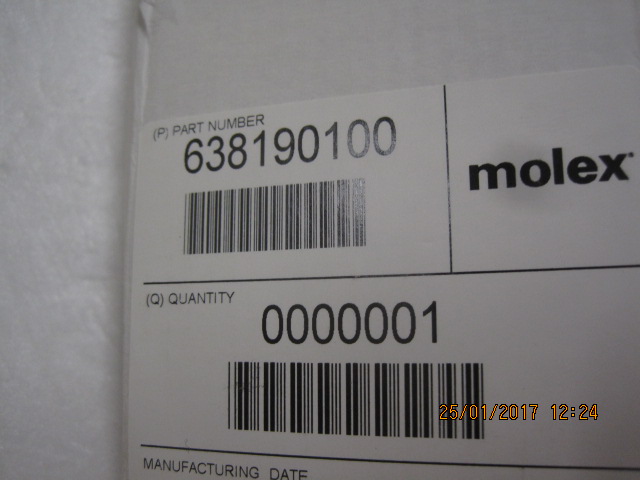 (P) PART NUMBER
638190100
molex
(Q) QUANTITY
0000001
25/01/2017 12:24
MANUFACTURING DATE